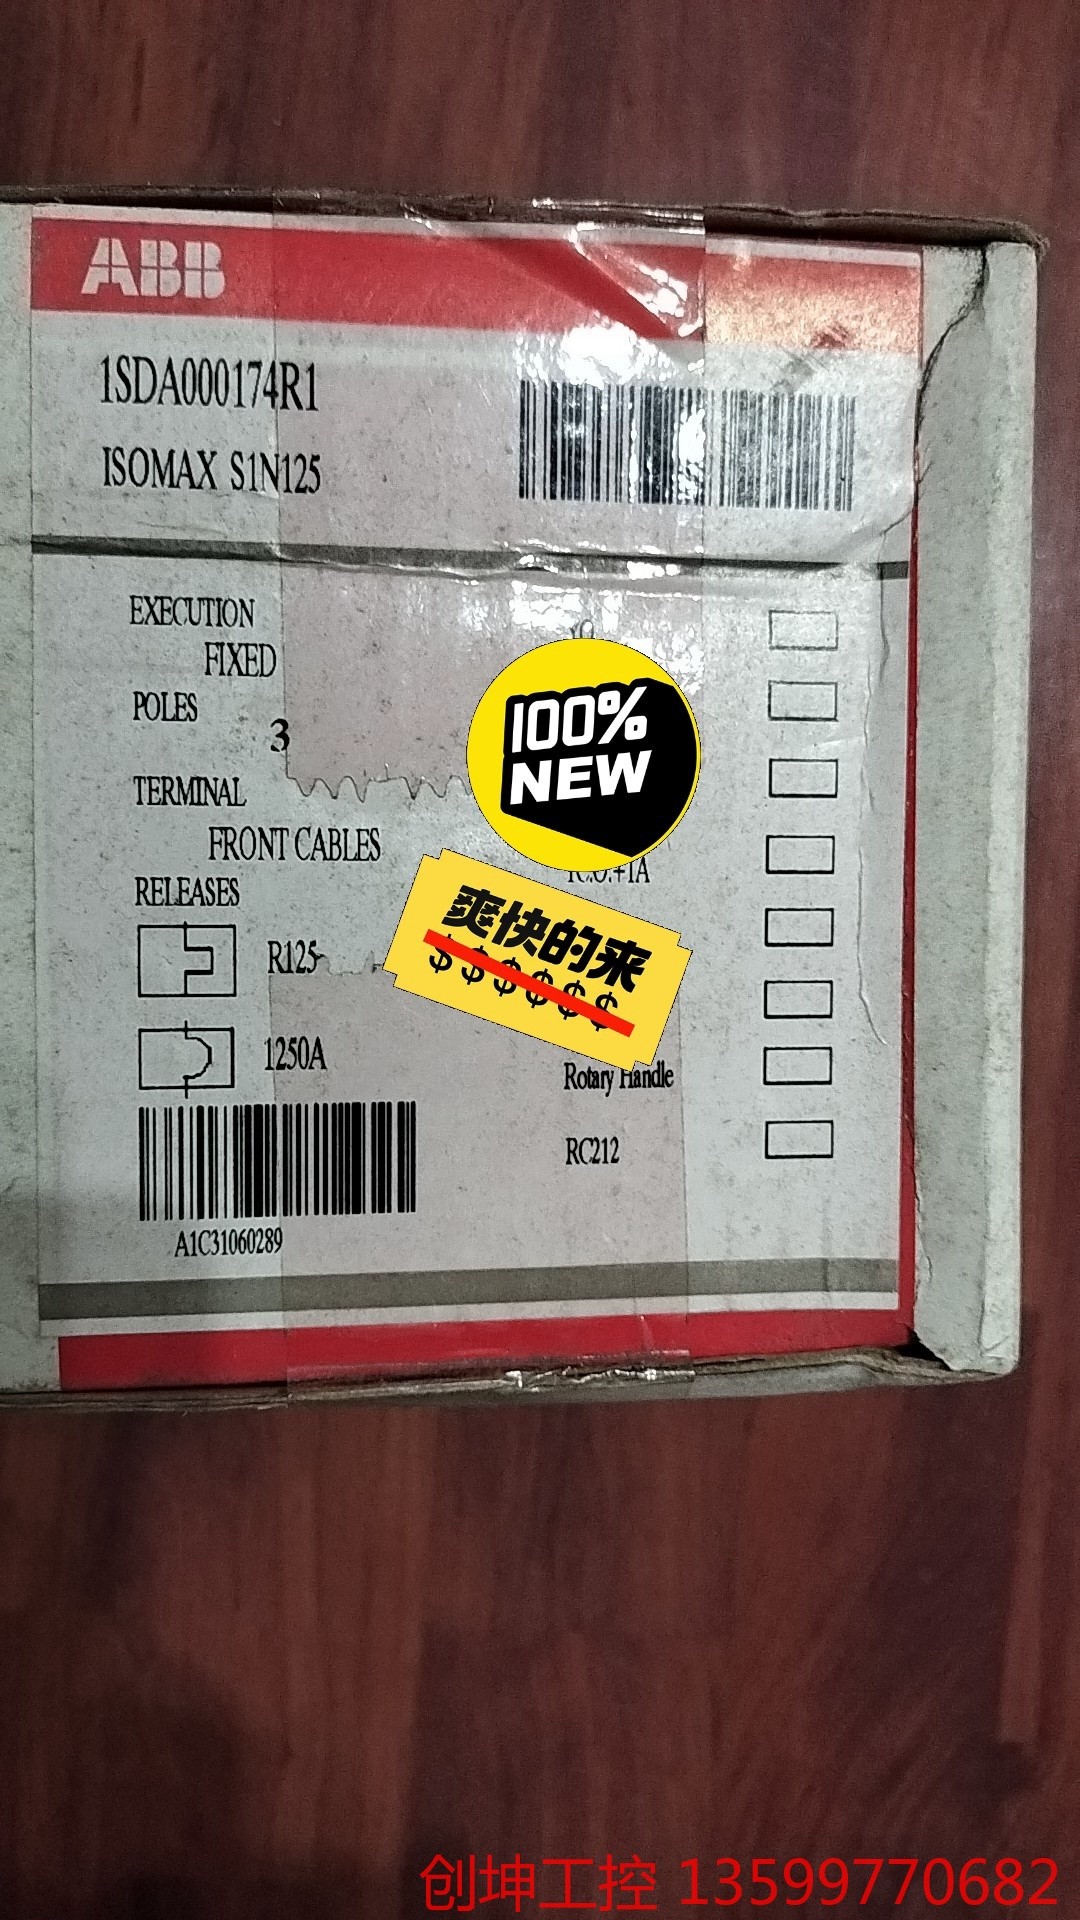 ABB
1SDA000174R1
ISOMAX S1N125
EXECUTION
FIXED
POLES
3
TERMINAL
FRONT CABLES
RELEASES
R125
1250A
A1C31060289
100%
NEW
爽快的来
$$$$$$
Rotary Handle
RC212
创坤工控 13599770682